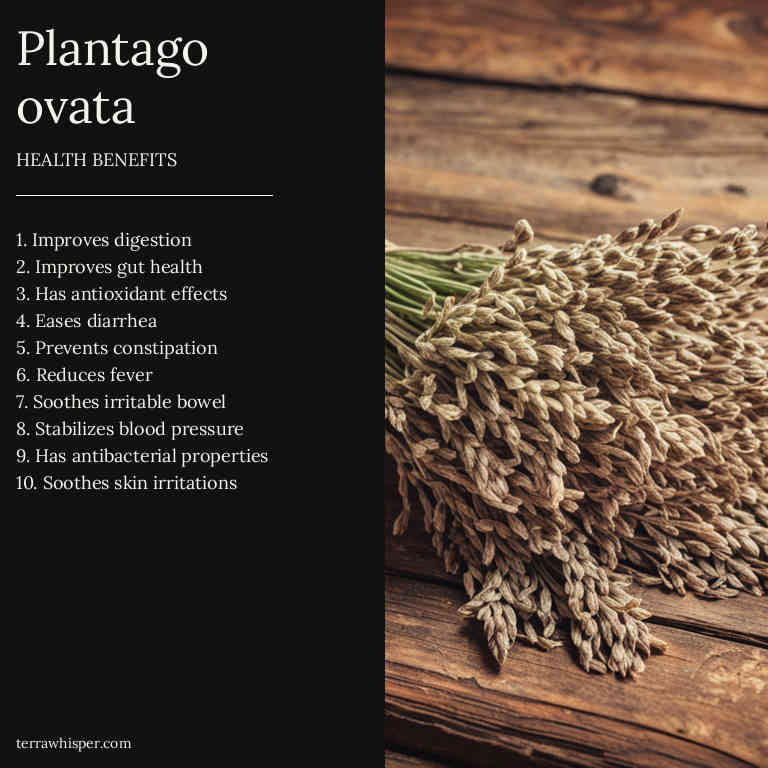 Plantago
ovata
HEALTH BENEFITS
1. Improves digestion
2. Improves gut health
3. Has antioxidant effects
4. Eases diarrhea
5. Prevents constipation
6. Reduces fever
7. Soothes irritable bowel
8. Stabilizes blood pressure
9. Has antibacterial properties
10. Soothes skin irritations
terrawhisper.com